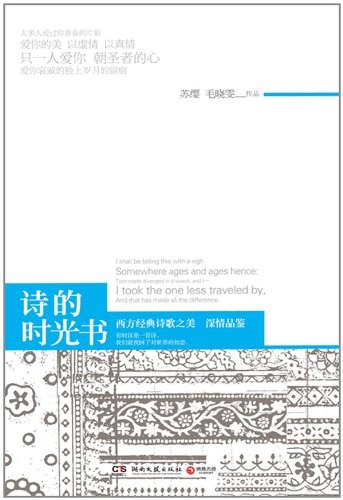 太多人爱过你青春的片影
爱你的美 以虚情 以真情
只一人爱你 朝圣者的心
爱你哀戚的脸上岁月的留痕
苏缨 毛晓雯 作品
I shall be telling this with a sigh
Somewhere ages and ages hence:
Two roads diverged in a wood, and I—
I took the one less traveled by,
And that has made all the difference.
诗的
时光书
西方经典诗歌之美 深情品鉴
湖南文艺出版社
博集天卷